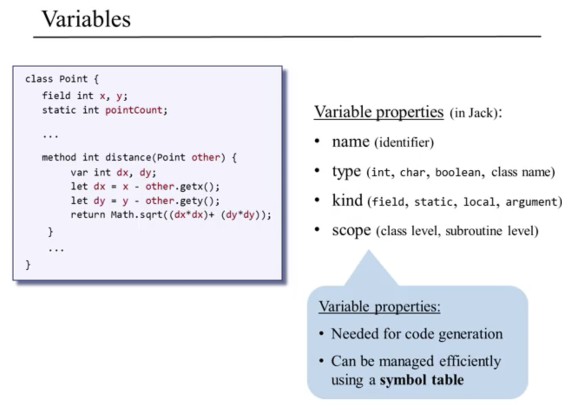 Variables
class Point {
field int x, y;
static int pointCount;
...
method int distance(Point other) {
var int dx, dy;
let dx = x - other.getx();
let dy = y - other.gety();
return Math.sqrt((dx*dx)+ (dy*dy));
}
...
}
Variable properties (in Jack):
• name (identifier)
• type (int, char, boolean, class name)
• kind (field, static, local, argument)
• scope (class level, subroutine level)
Variable properties:
• Needed for code generation
• Can be managed efficiently
using a symbol table